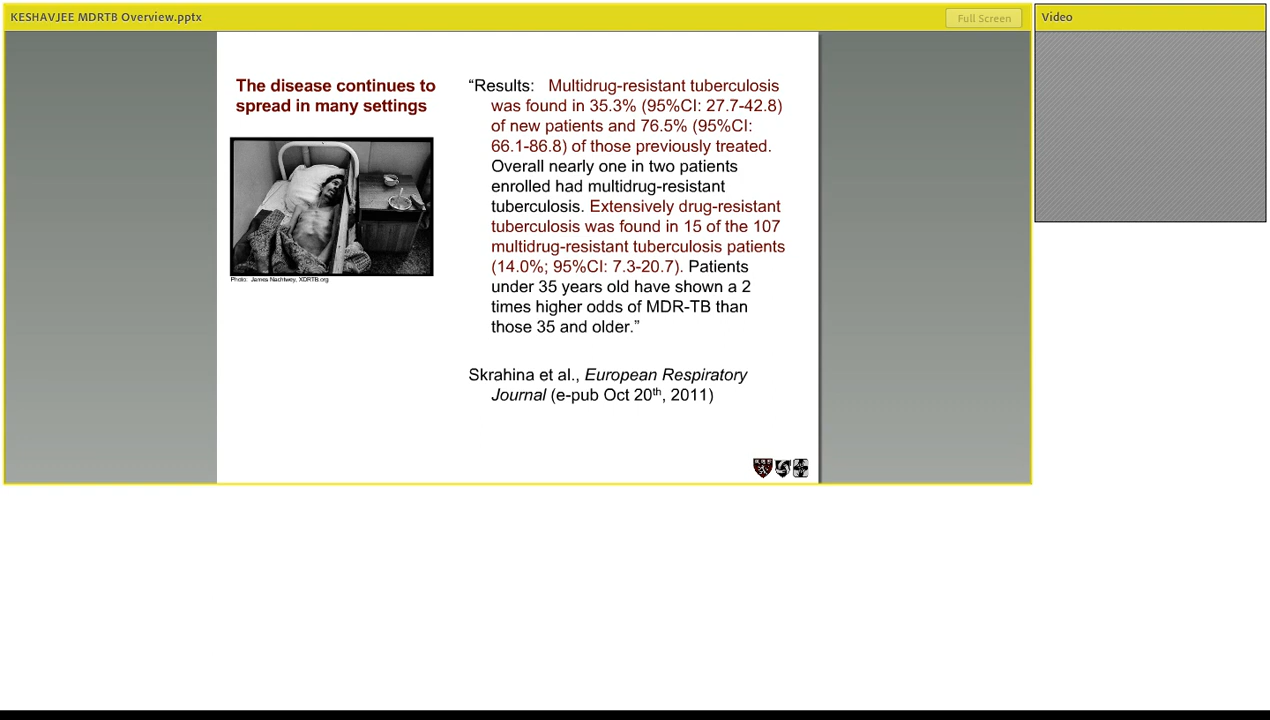 KESHAVJEE MDRTB Overview.pptx
Full Screen
Video
The disease continues to
spread in many settings
Photo: James Nachtwey, XDRTB.org
“Results: Multidrug-resistant tuberculosis
was found in 35.3% (95%CI: 27.7-42.8)
of new patients and 76.5% (95%CI:
66.1-86.8) of those previously treated.
Overall nearly one in two patients
enrolled had multidrug-resistant
tuberculosis. Extensively drug-resistant
tuberculosis was found in 15 of the 107
multidrug-resistant tuberculosis patients
(14.0%; 95%CI: 7.3-20.7). Patients
under 35 years old have shown a 2
times higher odds of MDR-TB than
those 35 and older.”
Skrahina et al., European Respiratory
Journal (e-pub Oct 20th, 2011)